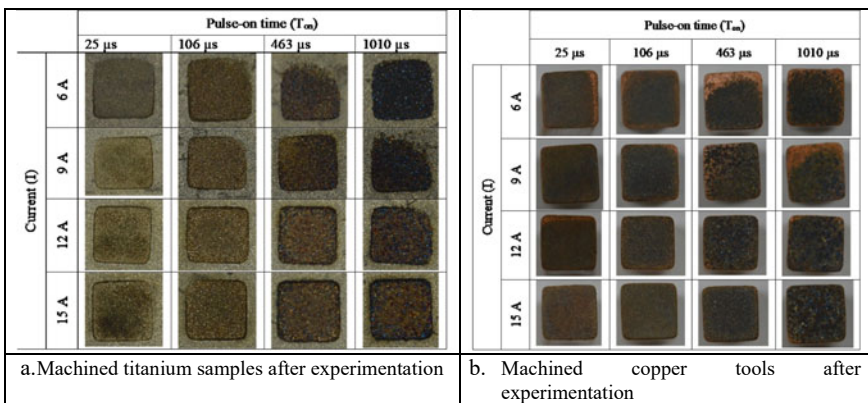 Pulse-on time (Ton)
25 µs 106 µs 463 µs 1010 µs
Current (I)
6 A
9 A
12 A
15 A
a. Machined titanium samples after experimentation
Pulse-on time (Ton)
25 µs 106 µs 463 µs 1010 µs
Current (I)
6 A
9 A
12 A
15 A
b. Machined copper tools after
experimentation